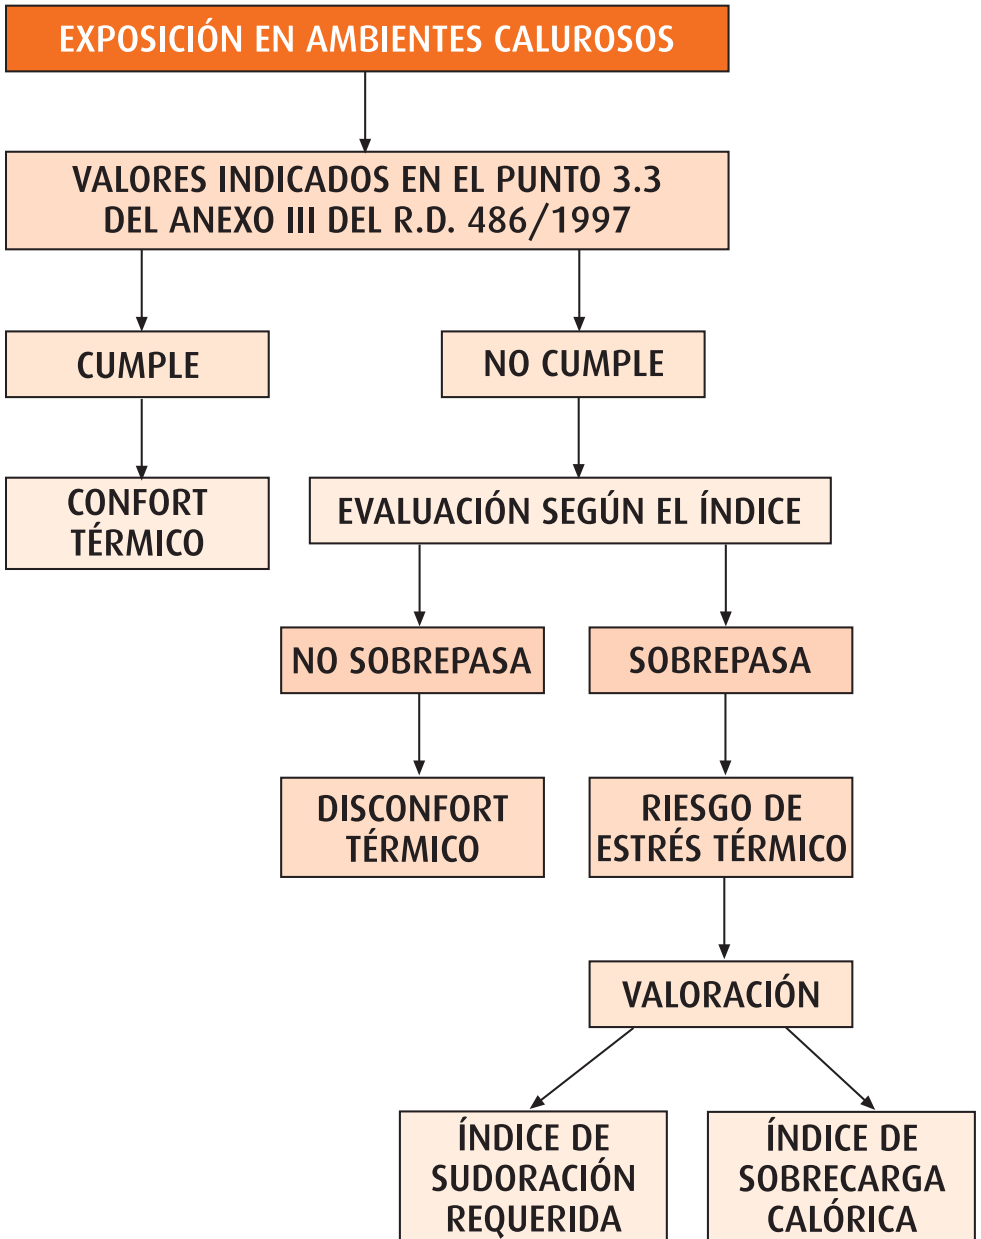 EXPOSICIÓN EN AMBIENTES CALUROSOS
VALORES INDICADOS EN EL PUNTO 3.3
DEL ANEXO III DEL R.D. 486/1997
CUMPLE
NO CUMPLE
CONFORT
TÉRMICO
EVALUACIÓN SEGÚN EL ÍNDICE
NO SOBREPASA
SOBREPASA
DISCONFORT
TÉRMICO
RIESGO DE
ESTRÉS TÉRMICO
VALORACIÓN
ÍNDICE DE
SUDORACIÓN
REQUERIDA
ÍNDICE DE
SOBRECARGA
CALÓRICA